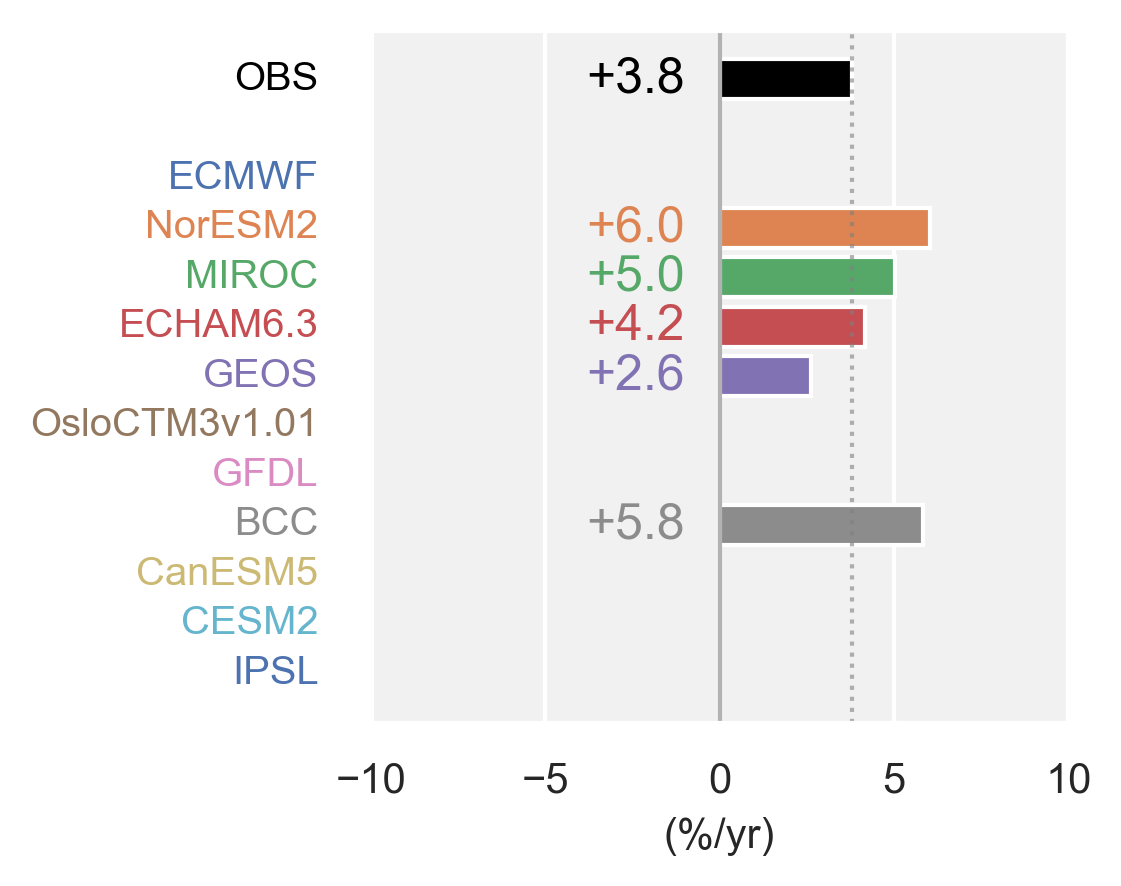 OBS +3.8
ECMWF
NorESM2 +6.0
MIROC +5.0
ECHAM6.3 +4.2
GEOS +2.6
OsloCTM3v1.01
GFDL
BCC +5.8
CanESM5
CESM2
IPSL
−10 −5 0 5 10
(%/yr)